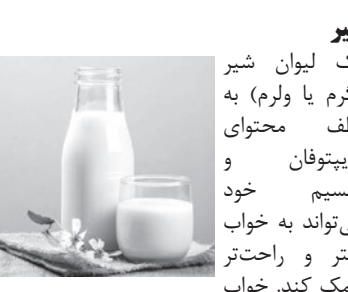 یر
ک لیوان شیر
گرم یا ولرم) به
طف محتوای
یپتوفان و
سیم خود
ی‌تواند به خواب
تر و راحت‌تر
مک کند. خواب